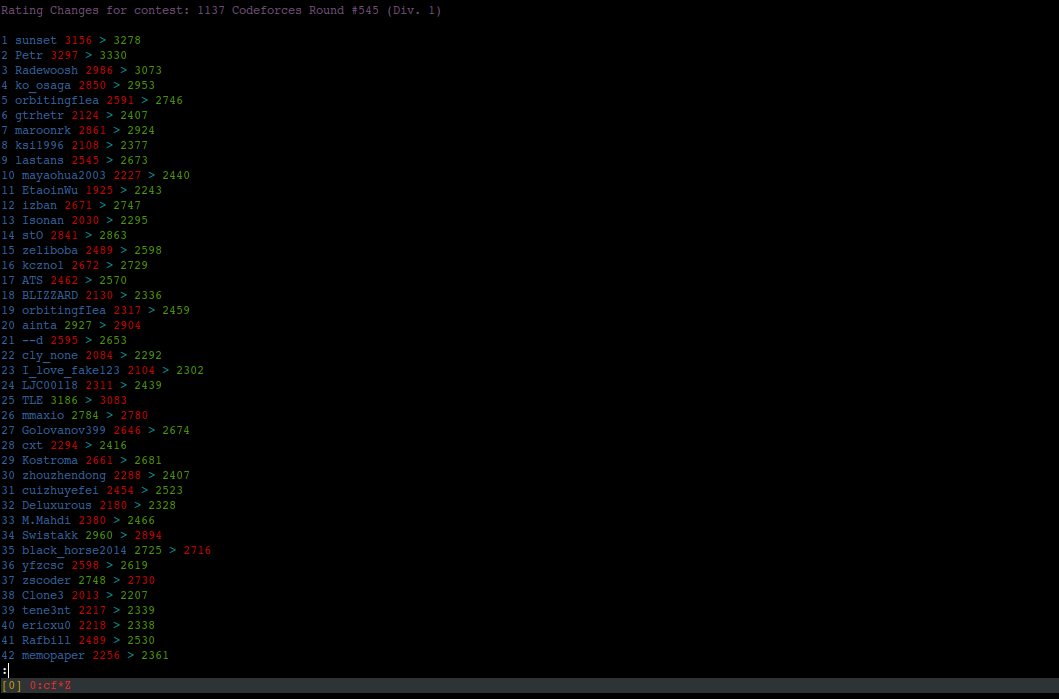 Rating Changes for contest: 1137 Codeforces Round #545 (Div. 1)
1 sunset 3156 > 3278
2 Petr 3297 > 3330
3 Radewoosh 2986 > 3073
4 ko_osaga 2850 > 2953
5 orbitingflea 2591 > 2746
6 gtrhetr 2124 > 2407
7 maroonrk 2861 > 2924
8 ksi1996 2108 > 2377
9 lastans 2545 > 2673
10 mayaohua2003 2227 > 2440
11 EtaoinWu 1925 > 2243
12 izban 2671 > 2747
13 Isonan 2030 > 2295
14 stO 2841 > 2863
15 zeliboba 2489 > 2598
16 kczno1 2672 > 2729
17 ATS 2462 > 2570
18 BLIZZARD 2130 > 2336
19 orbitingfIea 2317 > 2459
20 ainta 2927 > 2904
21 --d 2595 > 2653
22 cly_none 2084 > 2292
23 I_love_fake123 2104 > 2302
24 LJC00118 2311 > 2439
25 TLE 3186 > 3083
26 mmaxio 2784 > 2780
27 Golovanov399 2646 > 2674
28 cxt 2294 > 2416
29 Kostroma 2661 > 2681
30 zhouzhendong 2288 > 2407
31 cuizhuyefei 2454 > 2523
32 Deluxurous 2180 > 2328
33 M.Mahdi 2380 > 2466
34 Swistakk 2960 > 2894
35 black_horse2014 2725 > 2716
36 yfzcsc 2598 > 2619
37 zscoder 2748 > 2730
38 Clone3 2013 > 2207
39 tene3nt 2217 > 2339
40 ericxu0 2218 > 2338
41 Rafbill 2489 > 2530
42 memopaper 2256 > 2361
:
[0] 0:cf*Z